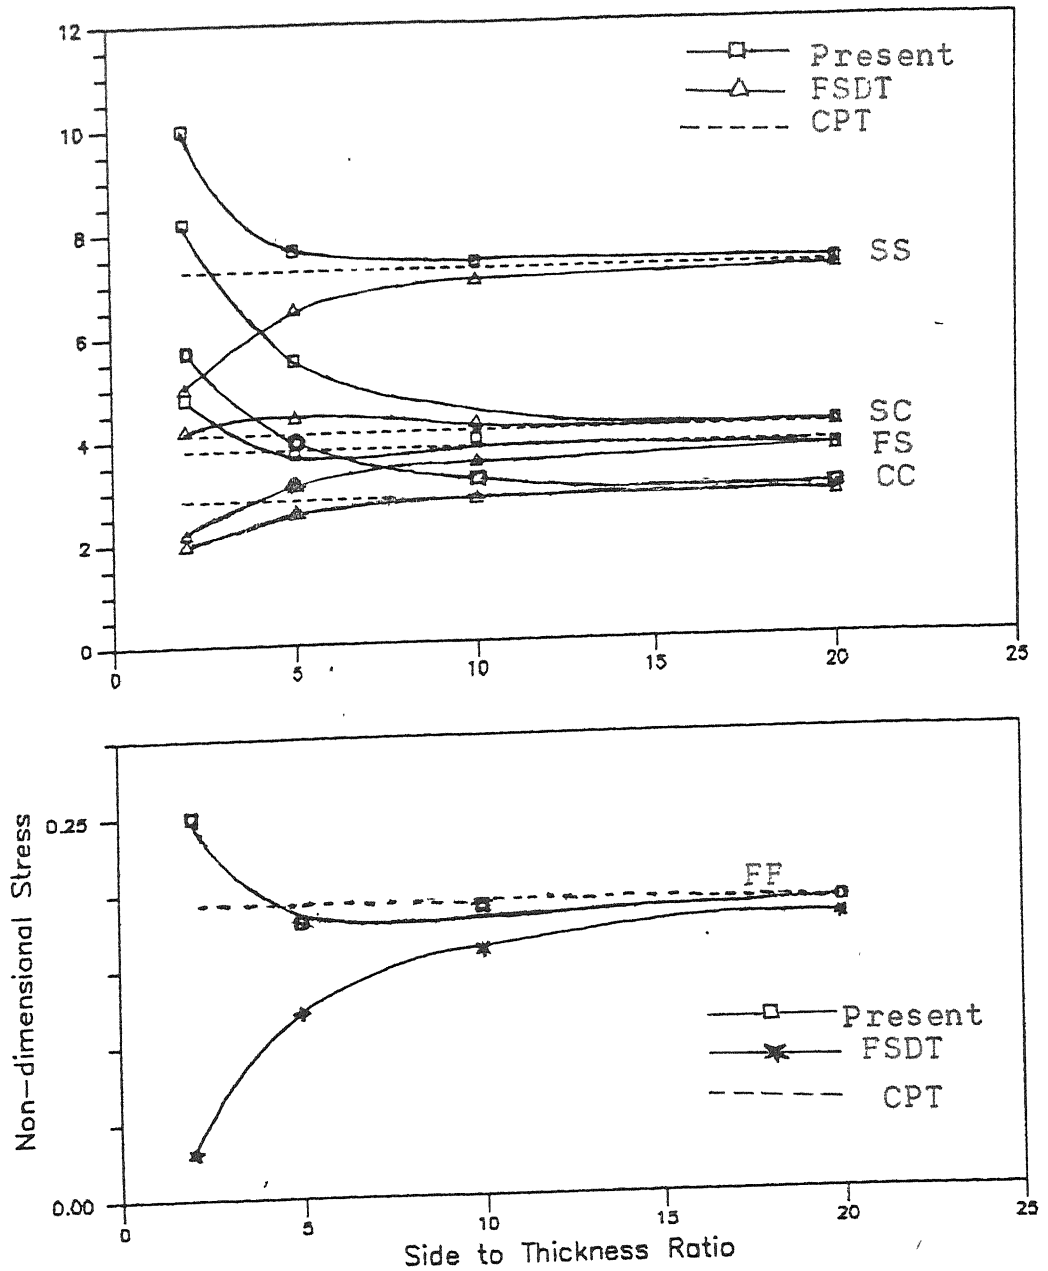 12
Present
FSDT
CPT
10
8
SS
6
SC
4
FS
CC
2
0
0
5
10
15
20
25
0.25
Non-dimensional Stress
FF
Present
FSDT
CPT
0.00
0
5
10
15
20
25
Side to Thickness Ratio